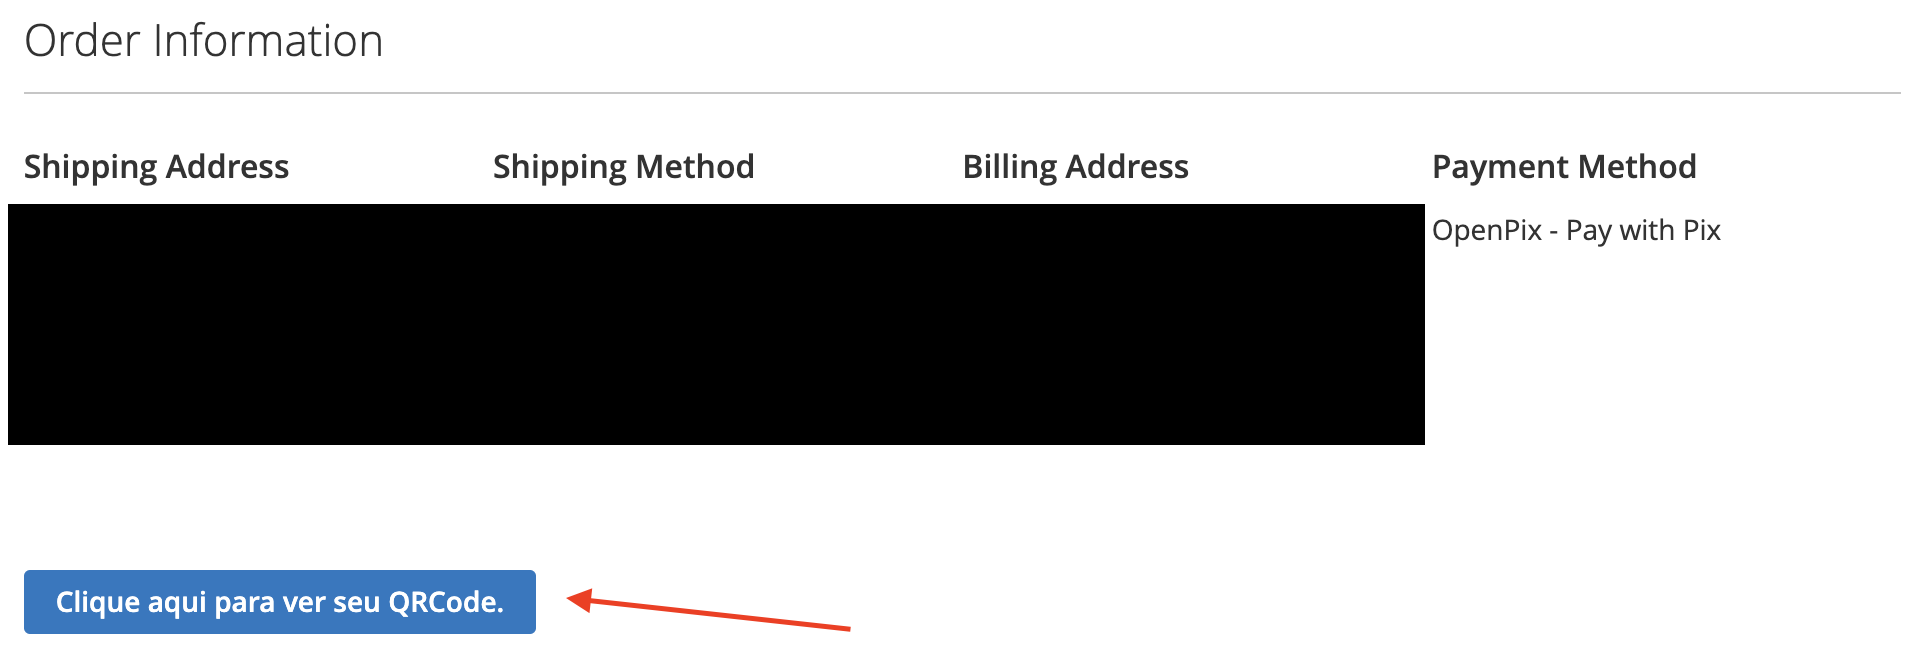 Order Information
Shipping Address
Shipping Method
Billing Address
Payment Method
OpenPix - Pay with Pix
Clique aqui para ver seu QRCode.